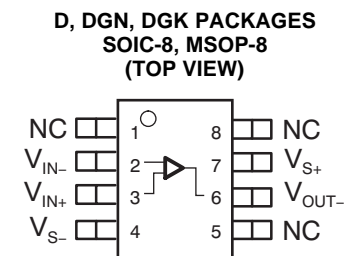 D, DGN, DGK PACKAGES
SOIC-8, MSOP-8
(TOP VIEW)
NC 1 8 NC
VIN– 2 7 VS+
VIN+ 3 6 VOUT–
VS– 4 5 NC